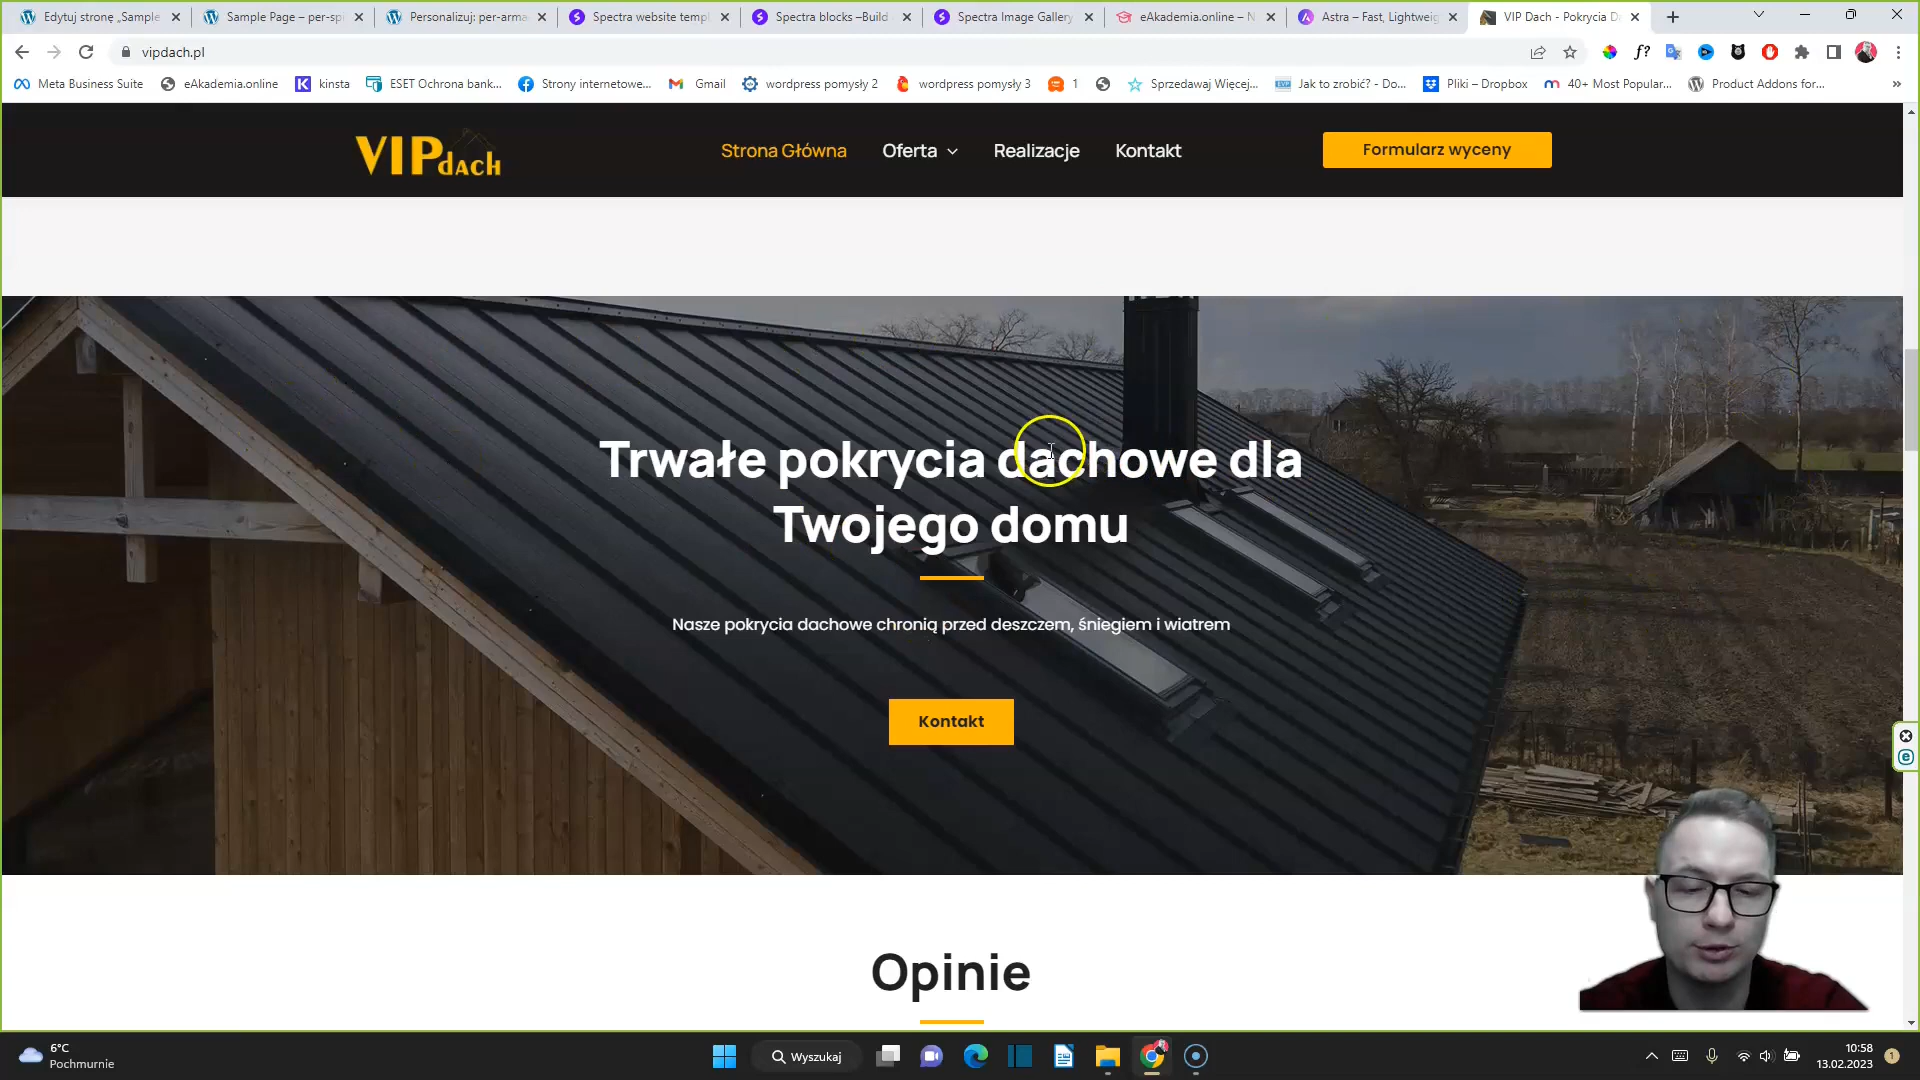 Edytuj stronę „Sample
Sample Page – per-sp
Personalizuj: per-arma
Spectra website templ
Spectra blocks –Build
Spectra Image Gallery
eAkademia.online – N
Astra – Fast, Lightweig
VIP Dach - Pokrycia D
vipdach.pl
Meta Business Suite
eAkademia.online
kinsta
ESET Ochrona bank...
Strony internetowe...
Gmail
wordpress pomysły 2
wordpress pomysły 3
1
Sprzedawaj Więcej,...
Jak to zrobić? - Do...
Pliki – Dropbox
40+ Most Popular...
Product Addons for...
VIPdach
Strona Główna
Oferta
Realizacje
Kontakt
Formularz wyceny
Trwałe pokrycia dachowe dla
Twojego domu
Nasze pokrycia dachowe chronią przed deszczem, śniegiem i wiatrem
Kontakt
Opinie
6°C
Pochmurnie
Wyszukaj
10:58
13.02.2023
1